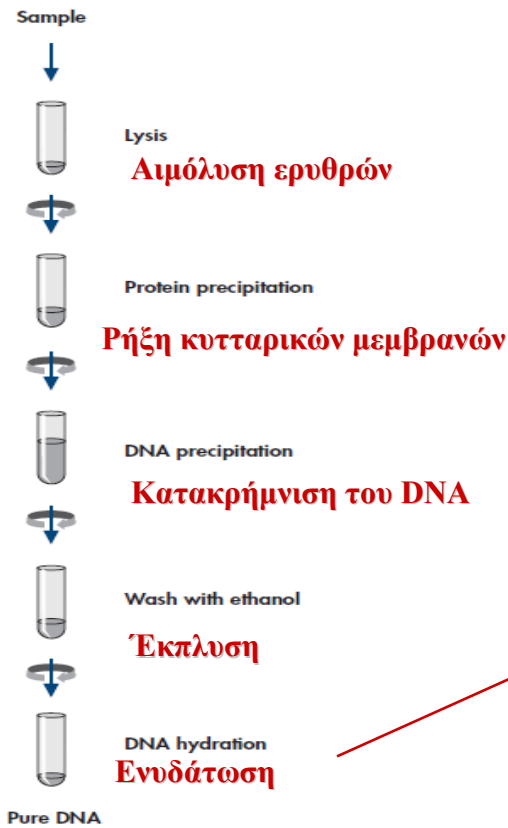 Sample
Lysis
Αιμόλυση ερυθρών
Protein precipitation
Ρήξη κυτταρικών μεμβρανών
DNA precipitation
Κατακρήμνιση του DNA
Wash with ethanol
Έκπλυση
DNA hydration
Ενυδάτωση
Pure DNA